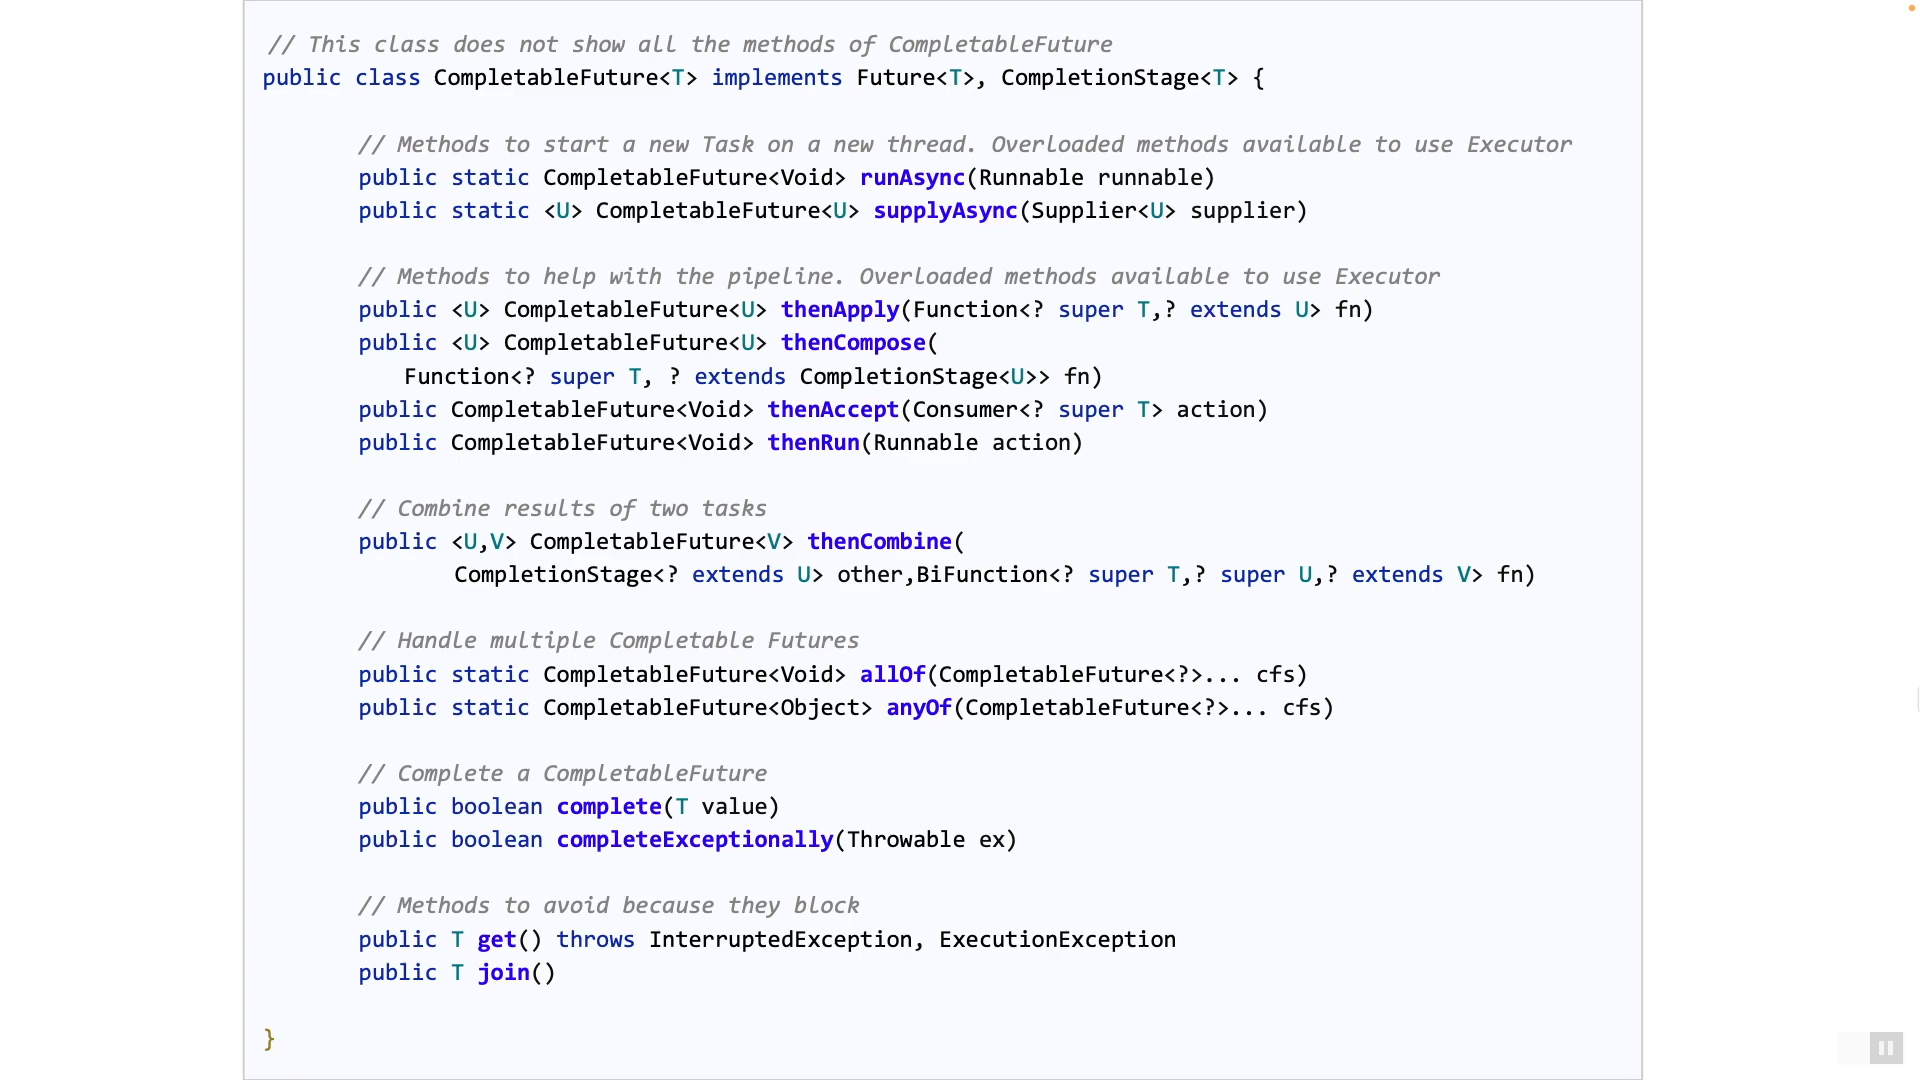 // This class does not show all the methods of CompletableFuture
public class CompletableFuture<T> implements Future<T>, CompletionStage<T> {
// Methods to start a new Task on a new thread. Overloaded methods available to use Executor
public static CompletableFuture<Void> runAsync(Runnable runnable)
public static <U> CompletableFuture<U> supplyAsync(Supplier<U> supplier)
// Methods to help with the pipeline. Overloaded methods available to use Executor
public <U> CompletableFuture<U> thenApply(Function<? super T,? extends U> fn)
public <U> CompletableFuture<U> thenCompose(
Function<? super T, ? extends CompletionStage<U>> fn)
public CompletableFuture<Void> thenAccept(Consumer<? super T> action)
public CompletableFuture<Void> thenRun(Runnable action)
// Combine results of two tasks
public <U,V> CompletableFuture<V> thenCombine(
CompletionStage<? extends U> other,BiFunction<? super T,? super U,? extends V> fn)
// Handle multiple Completable Futures
public static CompletableFuture<Void> allOf(CompletableFuture<?>... cfs)
public static CompletableFuture<Object> anyOf(CompletableFuture<?>... cfs)
// Complete a CompletableFuture
public boolean complete(T value)
public boolean completeExceptionally(Throwable ex)
// Methods to avoid because they block
public T get() throws InterruptedException, ExecutionException
public T join()
}